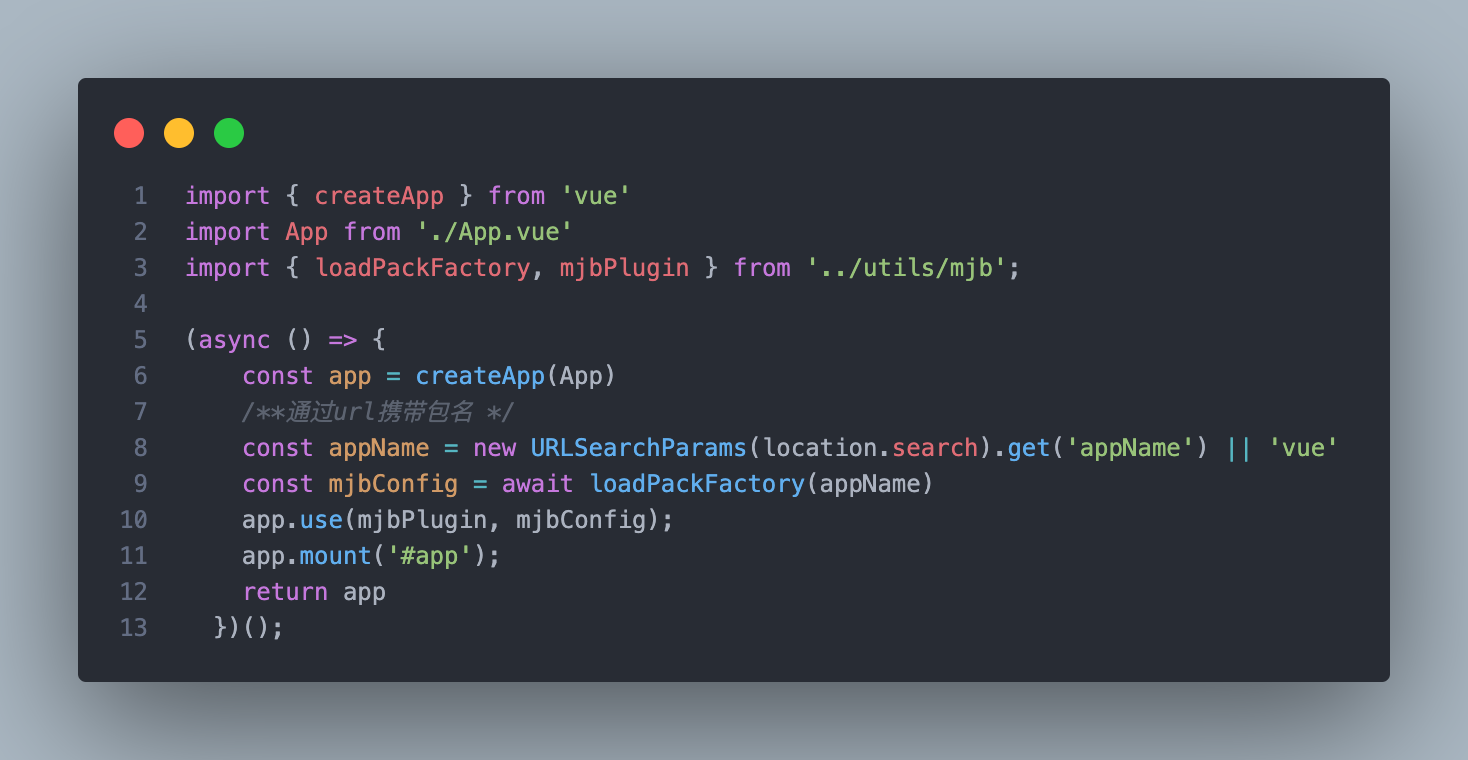 1 import { createApp } from 'vue'
2 import App from './App.vue'
3 import { loadPackFactory, mjbPlugin } from '../utils/mjb';
4
5 (async () => {
6     const app = createApp(App)
7     /**通过url携带包名 */
8     const appName = new URLSearchParams(location.search).get('appName') || 'vue'
9     const mjbConfig = await loadPackFactory(appName)
10     app.use(mjbPlugin, mjbConfig);
11     app.mount('#app');
12     return app
13   })();